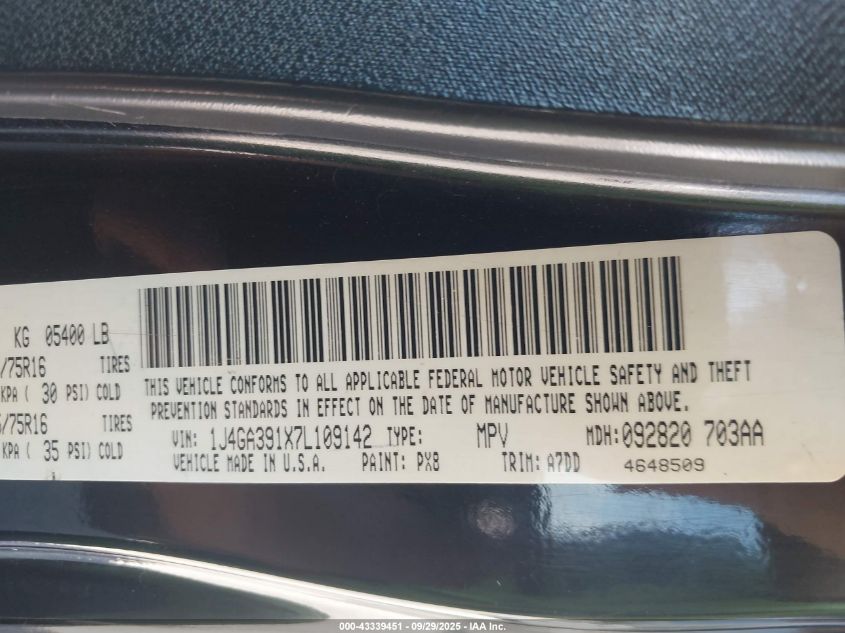 KG 05400 LB
/75R16 TIRES
KPA ( 30 PSI) COLD
/75R16 TIRES
KPA ( 35 PSI) COLD
THIS VEHICLE CONFORMS TO ALL APPLICABLE FEDERAL MOTOR VEHICLE SAFETY AND THEFT
PREVENTION STANDARDS IN EFFECT ON THE DATE OF MANUFACTURE SHOWN ABOVE.
VIN: 1J4GA391X7L109142 TYPE: MPV MDH:092820 703AA
VEHICLE MADE IN U.S.A. PAINT: PX8 TRIM: A7DD 4648509
000-43339451 - 09/29/2025 - IAA Inc.